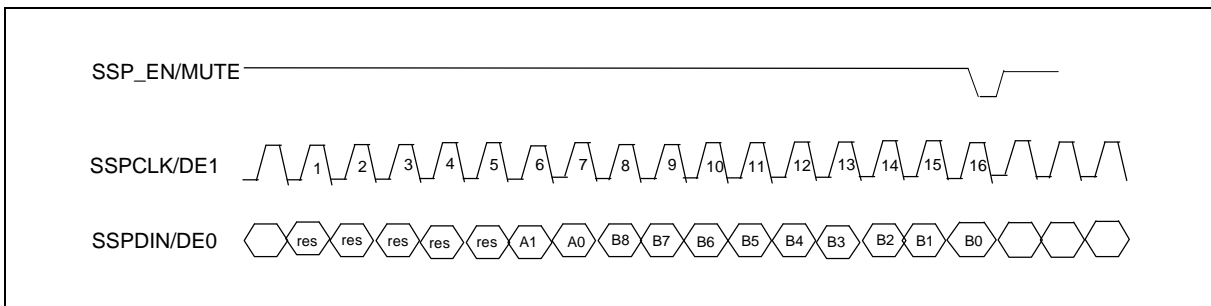 SSP_EN/MUTE
SSPCLK/DE1 1 2 3 4 5 6 7 8 9 10 11 12 13 14 15 16
SSPDIN/DE0 res res res res res A1 A0 B8 B7 B6 B5 B4 B3 B2 B1 B0